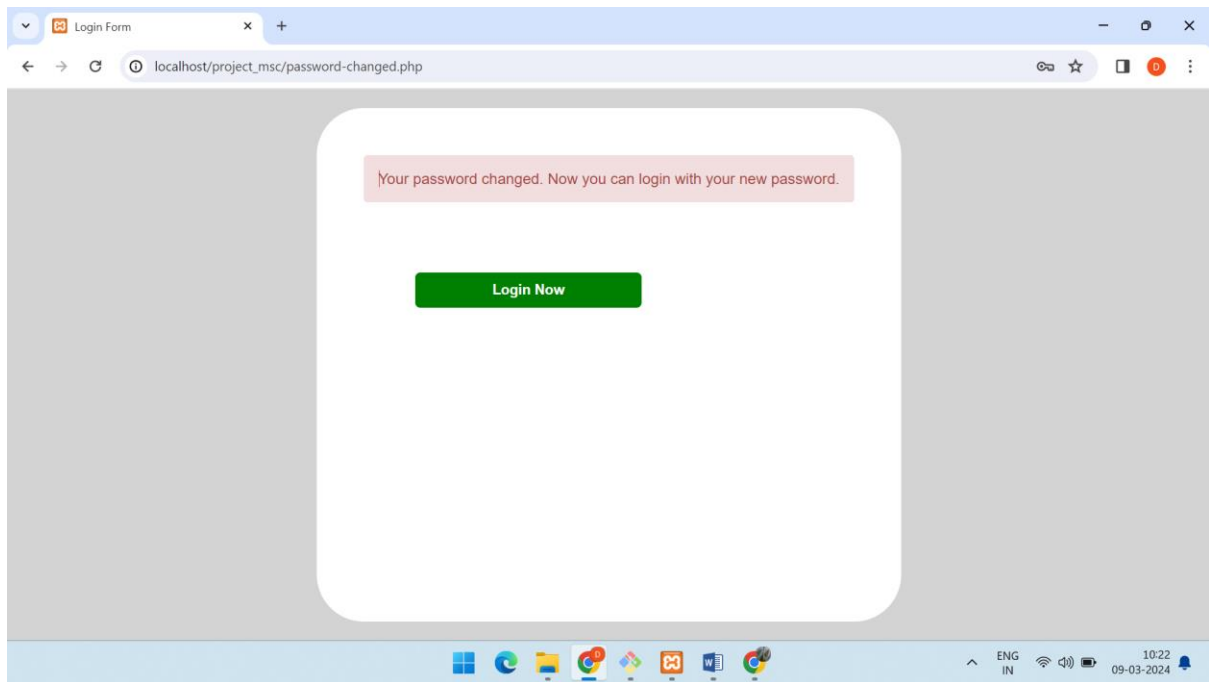 Login Form
localhost/project_msc/password-changed.php
D
Your password changed. Now you can login with your new password.
Login Now
D
W
ENG
IN
10:22
09-03-2024